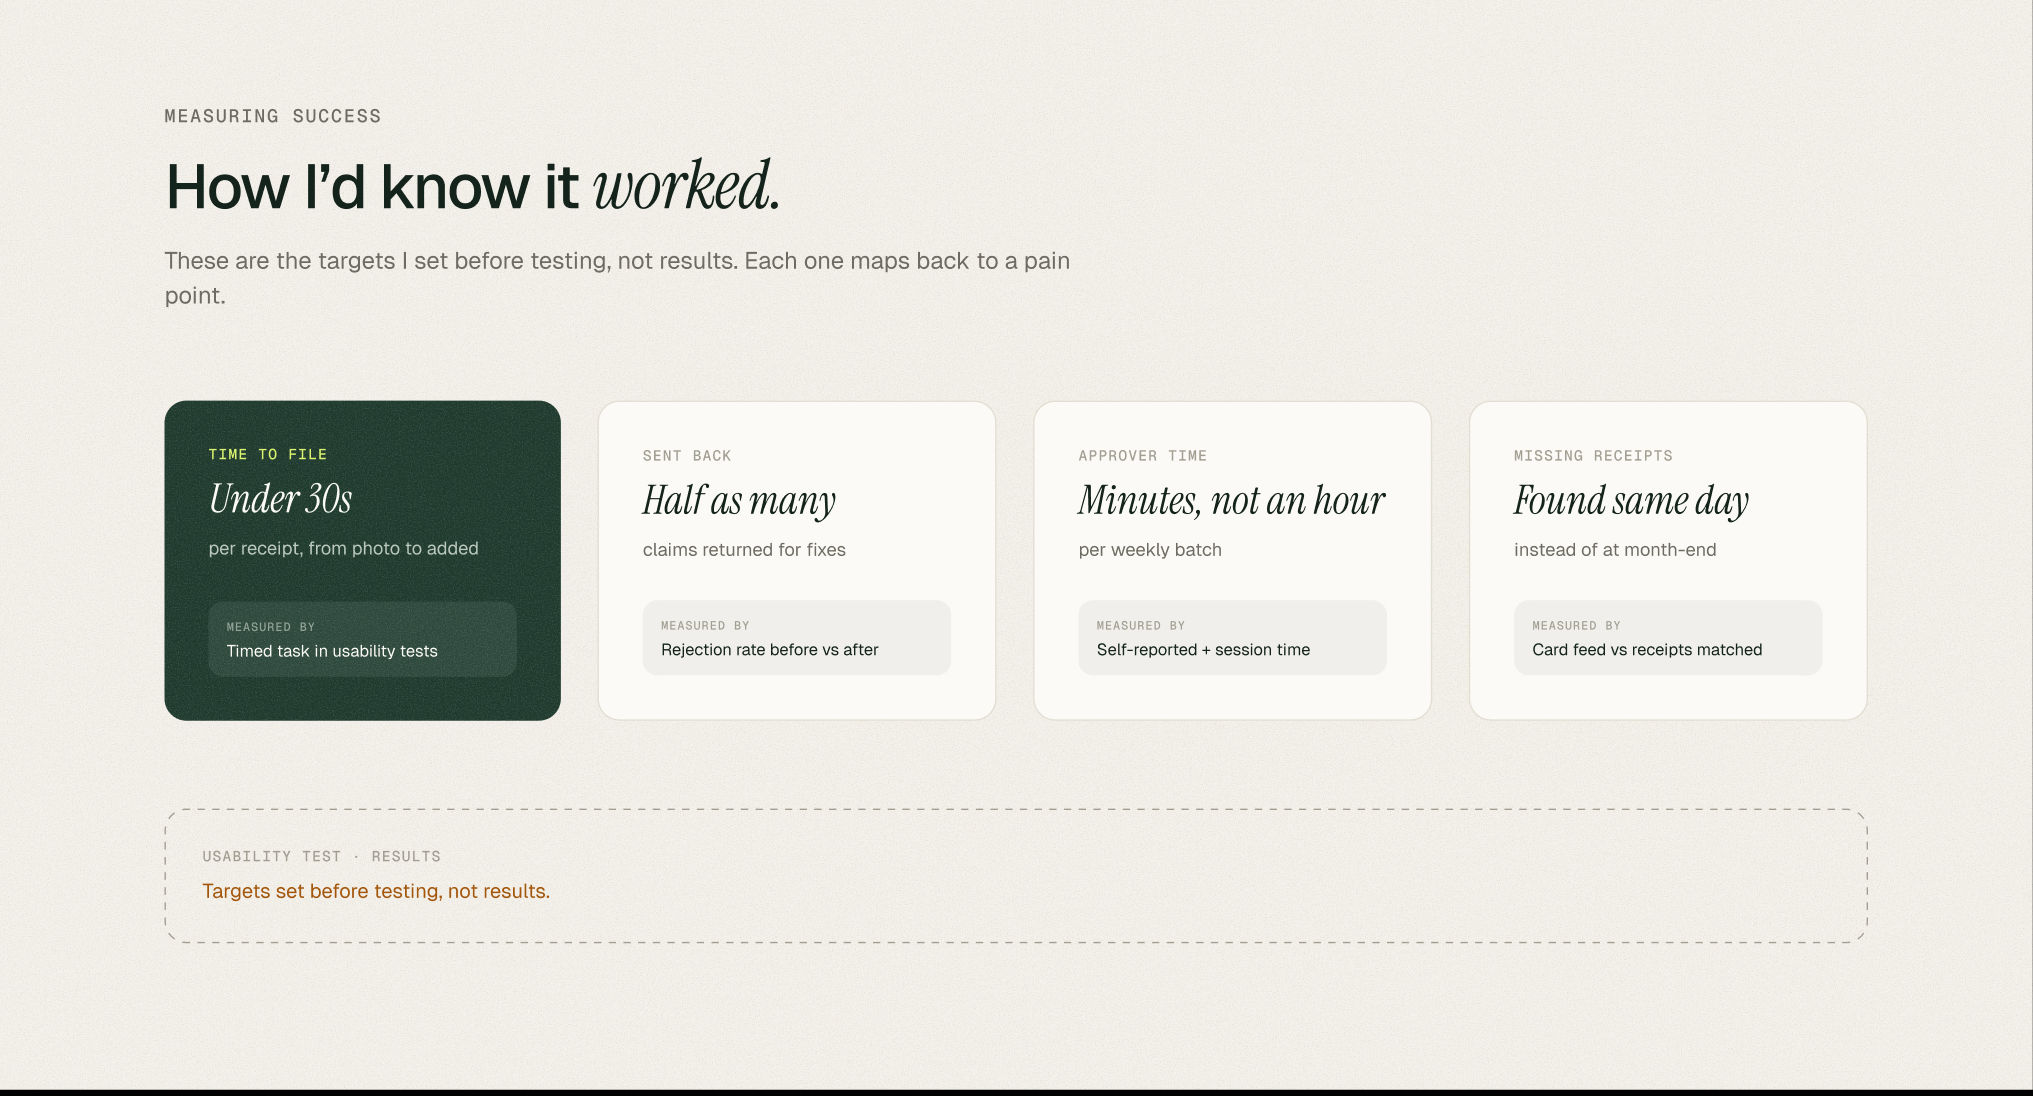 MEASURING SUCCESS
How I’d know it worked.
These are the targets I set before testing, not results. Each one maps back to a pain
point.
TIME TO FILE
Under 30s
per receipt, from photo to added
MEASURED BY
Timed task in usability tests
SENT BACK
Half as many
claims returned for fixes
MEASURED BY
Rejection rate before vs after
APPROVER TIME
Minutes, not an hour
per weekly batch
MEASURED BY
Self-reported + session time
MISSING RECEIPTS
Found same day
instead of at month-end
MEASURED BY
Card feed vs receipts matched
USABILITY TEST · RESULTS
Targets set before testing, not results.